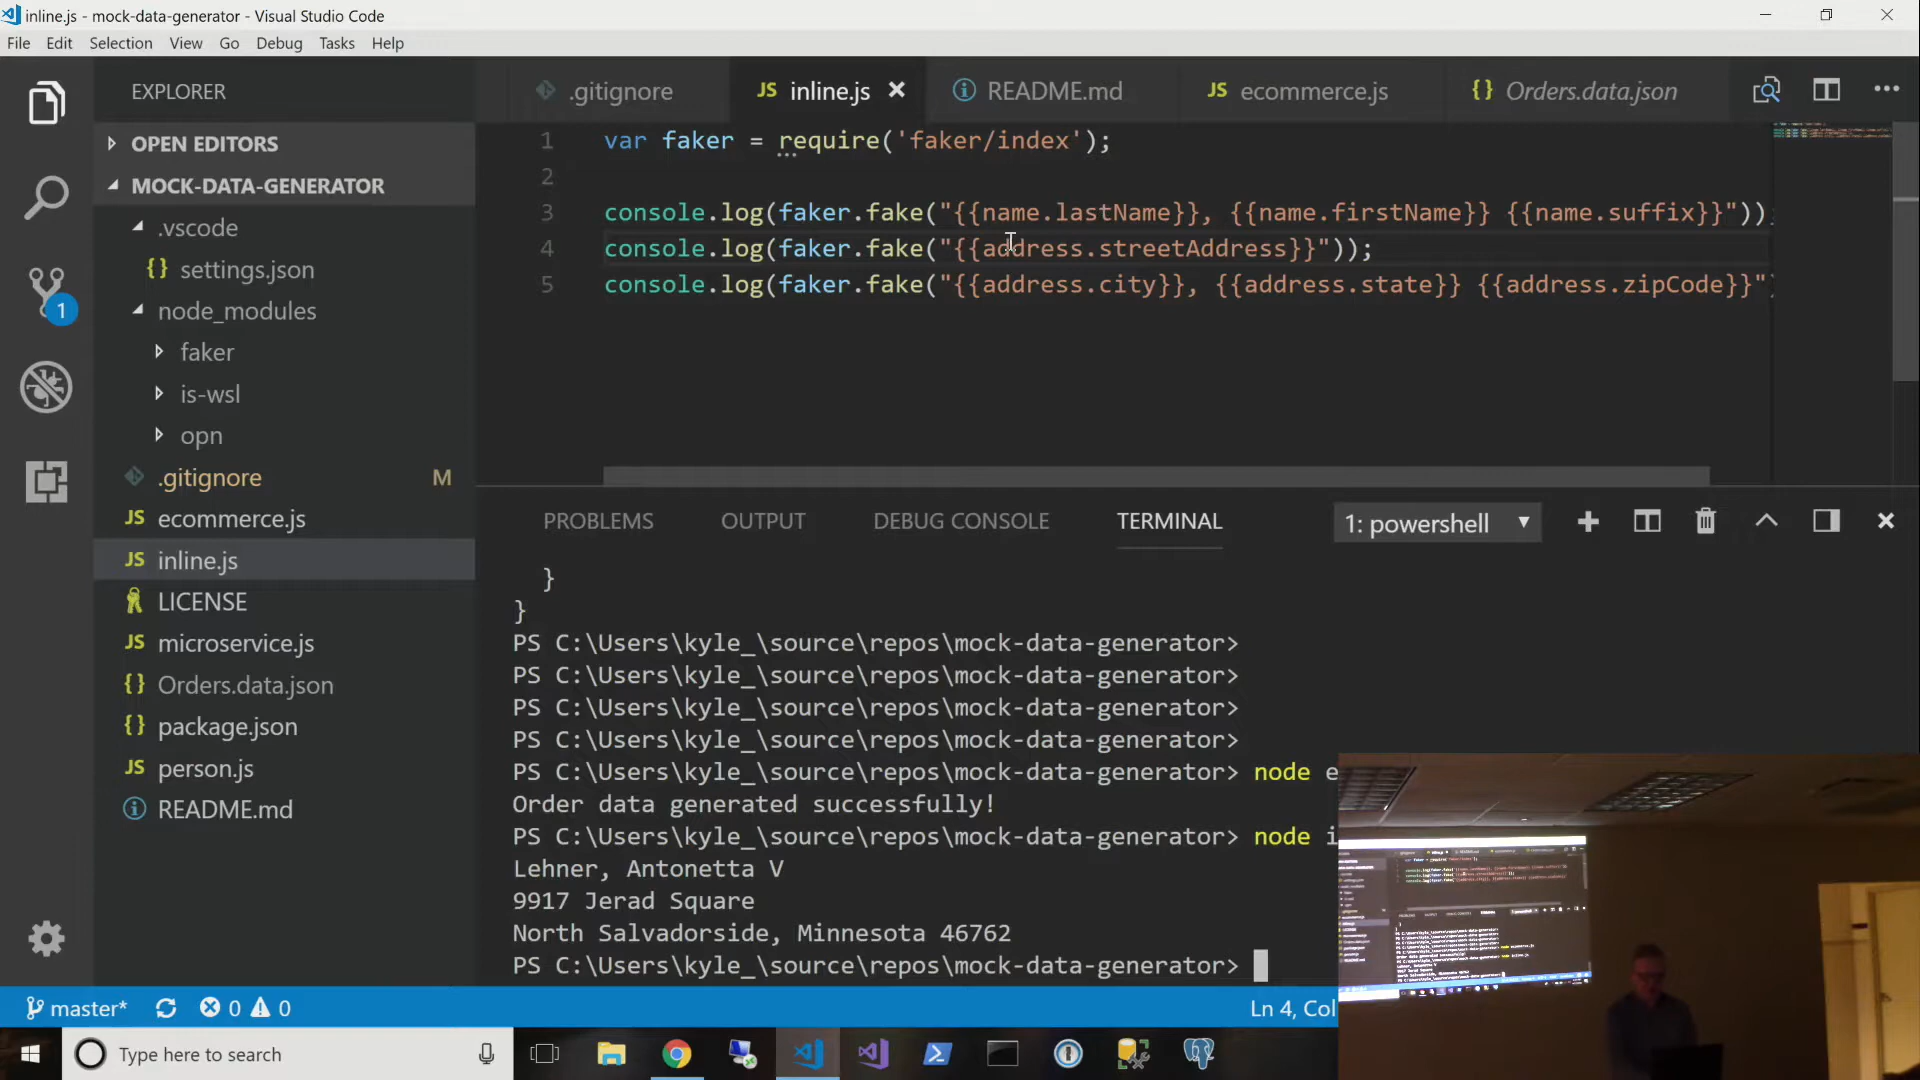 inline.js - mock-data-generator - Visual Studio Code
File Edit Selection View Go Debug Tasks Help
EXPLORER
OPEN EDITORS
MOCK-DATA-GENERATOR
.vscode
settings.json
node_modules
faker
is-wsl
opn
.gitignore M
ecommerce.js
inline.js
LICENSE
microservice.js
Orders.data.json
package.json
person.js
README.md
1
.gitignore inline.js README.md ecommerce.js Orders.data.json
1 var faker = require('faker/index');
2
3 console.log(faker.fake("{{name.lastName}}, {{name.firstName}} {{name.suffix}}"))
4 console.log(faker.fake("{{address.streetAddress}}"));
5 console.log(faker.fake("{{address.city}}, {{address.state}} {{address.zipCode}}"
PROBLEMS OUTPUT DEBUG CONSOLE TERMINAL 1: powershell
}
}
PS C:\Users\kyle_\source\repos\mock-data-generator>
PS C:\Users\kyle_\source\repos\mock-data-generator>
PS C:\Users\kyle_\source\repos\mock-data-generator>
PS C:\Users\kyle_\source\repos\mock-data-generator>
PS C:\Users\kyle_\source\repos\mock-data-generator> node e
Order data generated successfully!
PS C:\Users\kyle_\source\repos\mock-data-generator> node i
Lehner, Antonetta V
9917 Jerad Square
North Salvadorside, Minnesota 46762
PS C:\Users\kyle_\source\repos\mock-data-generator>
master* 0 0 Ln 4, Col
Type here to search